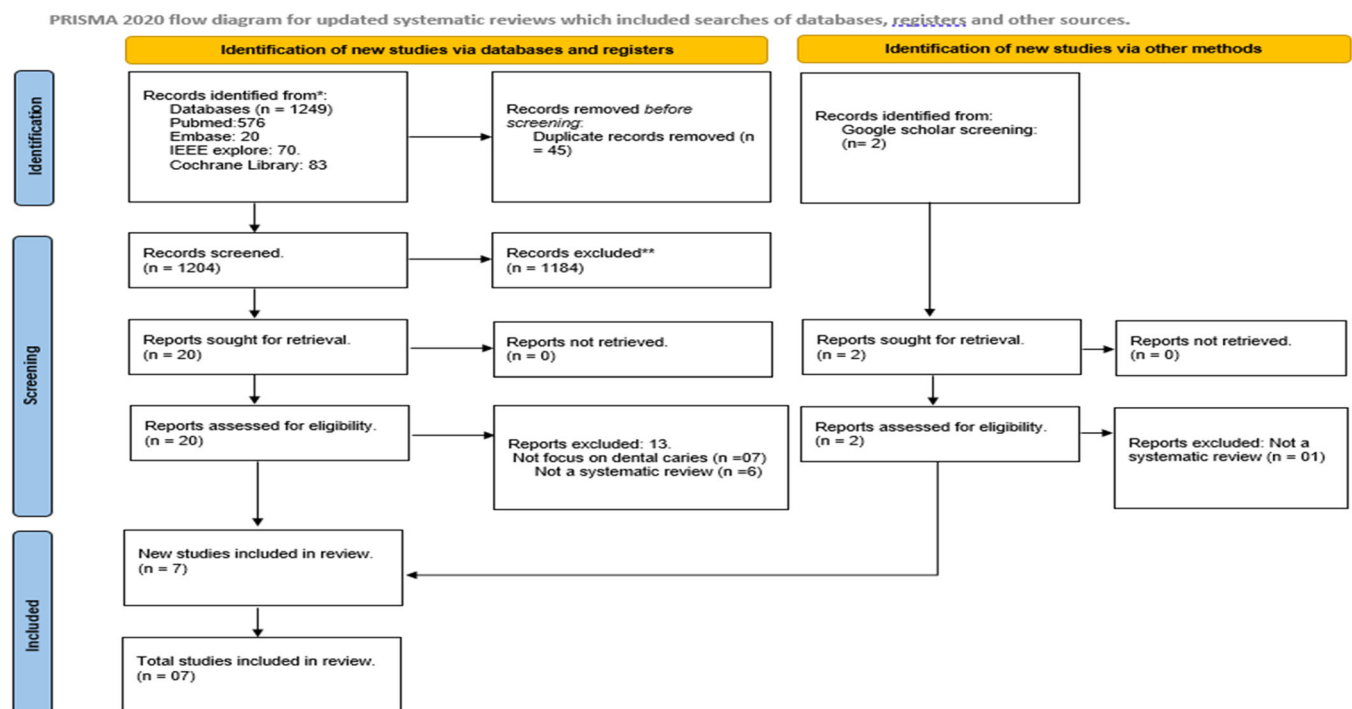 PRISMA 2020 flow diagram for updated systematic reviews which included searches of databases, registers and other sources.
Identification of new studies via databases and registers
Identification of new studies via other methods
Identification
Records identified from*:
Databases (n = 1249)
Pubmed:576
Embase: 20
IEEE explore: 70.
Cochrane Library: 83
Records removed before
screening:
Duplicate records removed (n
= 45)
Records identified from:
Google scholar screening:
(n= 2)
Screening
Records screened.
(n = 1204)
Records excluded**
(n = 1184)
Reports sought for retrieval.
(n = 20)
Reports not retrieved.
(n = 0)
Reports sought for retrieval.
(n = 2)
Reports not retrieved.
(n = 0)
Reports assessed for eligibility.
(n = 20)
Reports excluded: 13.
Not focus on dental caries (n =07)
Not a systematic review (n =6)
Reports assessed for eligibility.
(n = 2)
Reports excluded: Not a
systematic review (n = 01)
Included
New studies included in review.
(n = 7)
Total studies included in review.
(n = 07)